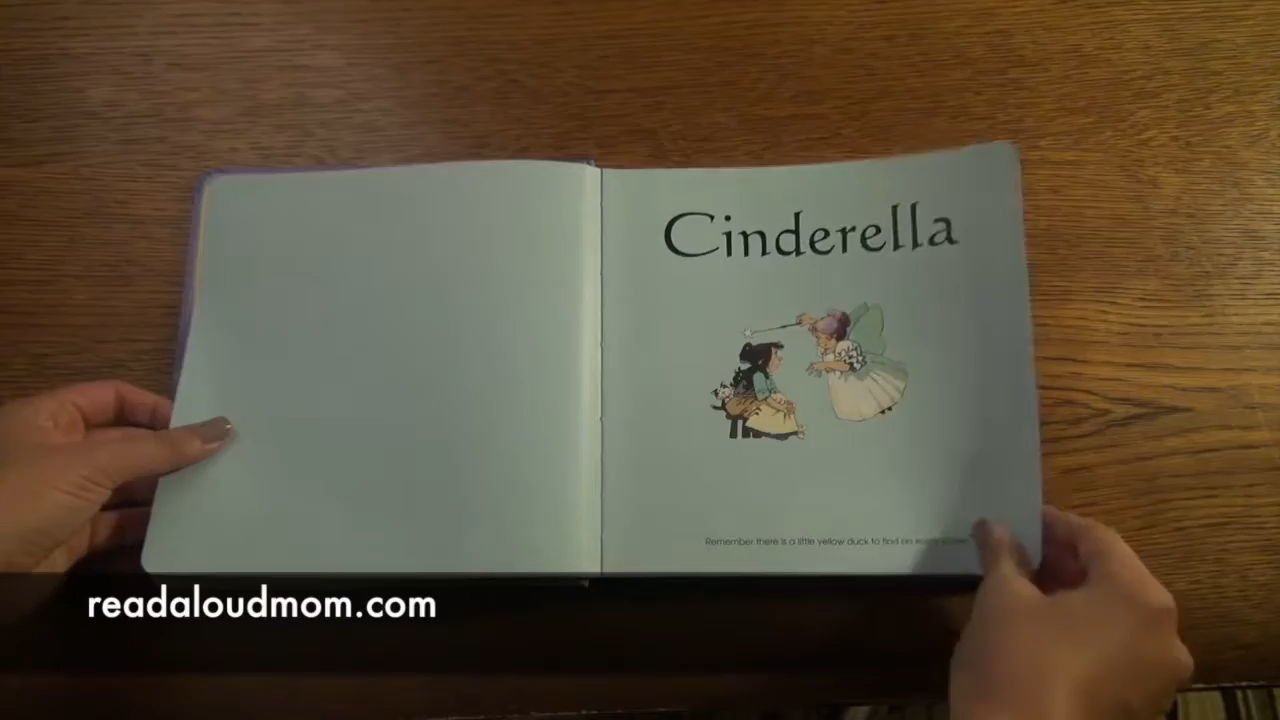 Cinderella
Remember there is a little yellow duck to find on
readaloudmom.com